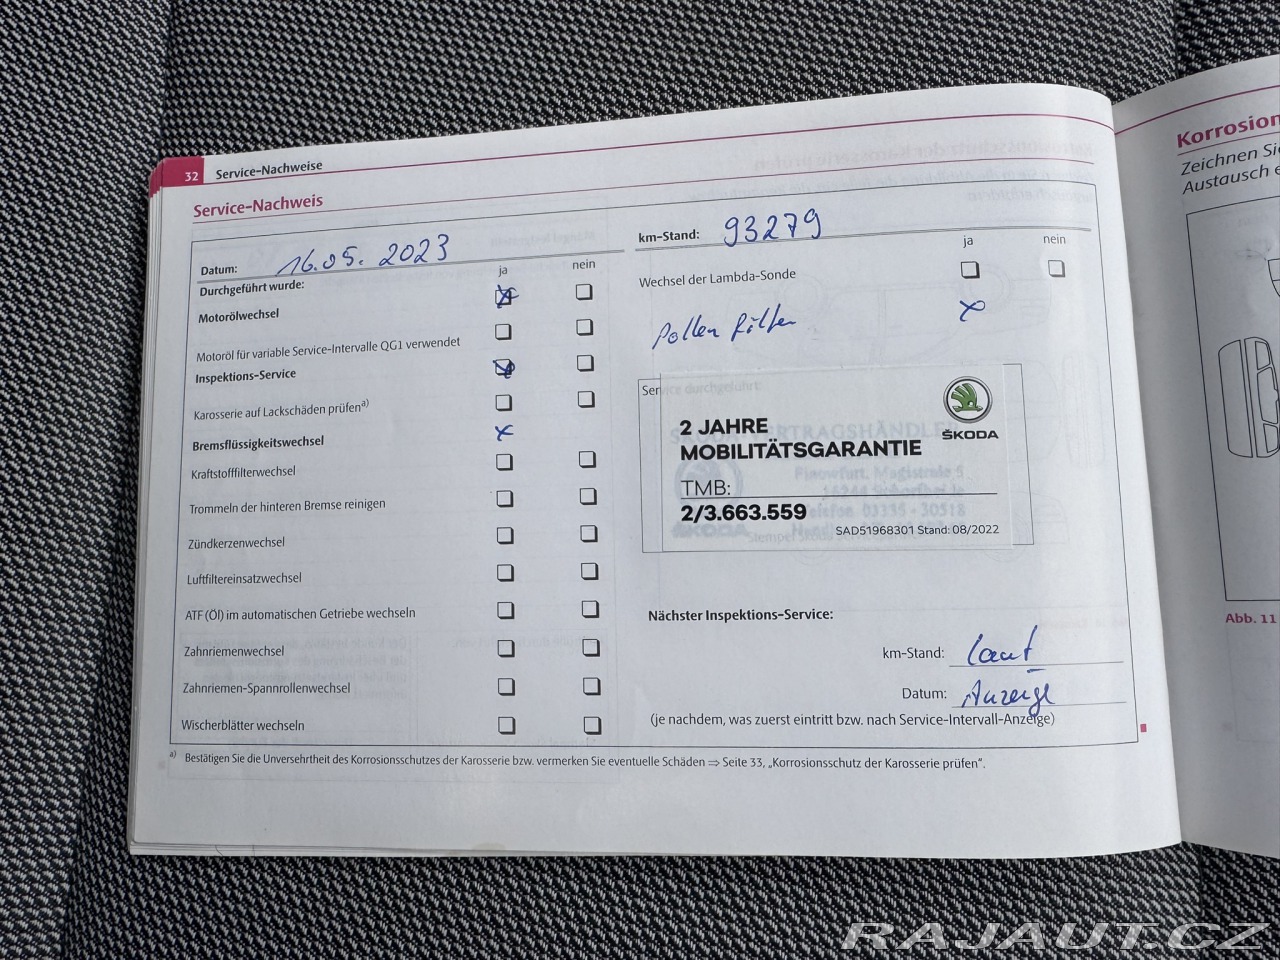 32 Service-Nachweise
Service-Nachweis
Datum: 16.05.2023
km-Stand: 93279
Durchgeführt wurde:
ja nein
Motorölwechsel
Motoröl für variable Service-Intervalle QG1 verwendet
Inspektions-Service
Karosserie auf Lackschäden prüfen a)
Bremsflüssigkeitswechsel
Kraftstofffilterwechsel
Trommeln der hinteren Bremse reinigen
Zündkerzenwechsel
Luftfiltereinsatzwechsel
ATF (Öl) im automatischen Getriebe wechseln
Zahnriemenwechsel
Zahnriemen-Spannrollenwechsel
Wischerblätter wechseln
ja nein
Wechsel der Lambda-Sonde
Pollen filter
Service durchgeführt:
ŠKODA
2 JAHRE
MOBILITÄTSGARANTIE
TMB:
2/3.663.559
SAD51968301 Stand: 08/2022
Nächster Inspektions-Service:
km-Stand: laut
Datum: Anzeige
(je nachdem, was zuerst eintritt bzw. nach Service-Intervall-Anzeige)
a) Bestätigen Sie die Unversehrtheit des Korrosionsschutzes der Karosserie bzw. vermerken Sie eventuelle Schäden ⇒ Seite 33, „Korrosionsschutz der Karosserie prüfen“.
Korrosion
Zeichnen Si
Austausch e
Abb. 11
RAJAUT.CZ